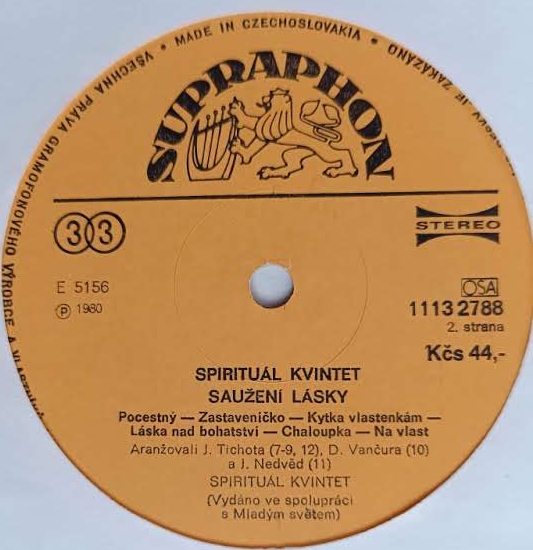 VŠECHNA PRÁVA GRAMOFONOVÉHO VÝROBCE A • MADE IN CZECHOSLOVAKIA • ZAKÁZÁNO
SUPRAPHON
33
STEREO
E 5156
℗ 1980
OSA
1113 2788
2. strana
Kčs 44,-
SPIRITUÁL KVINTET
SAUŽENÍ LÁSKY
Pocestný — Zastaveníčko — Kytka vlastenkám —
Láska nad bohatství — Chaloupka — Na vlast
Aranžovali J. Tichota (7-9, 12), D. Vančura (10)
a J. Nedvěd (11)
SPIRITUÁL KVINTET
(Vydáno ve spolupráci
s Mladým světem)